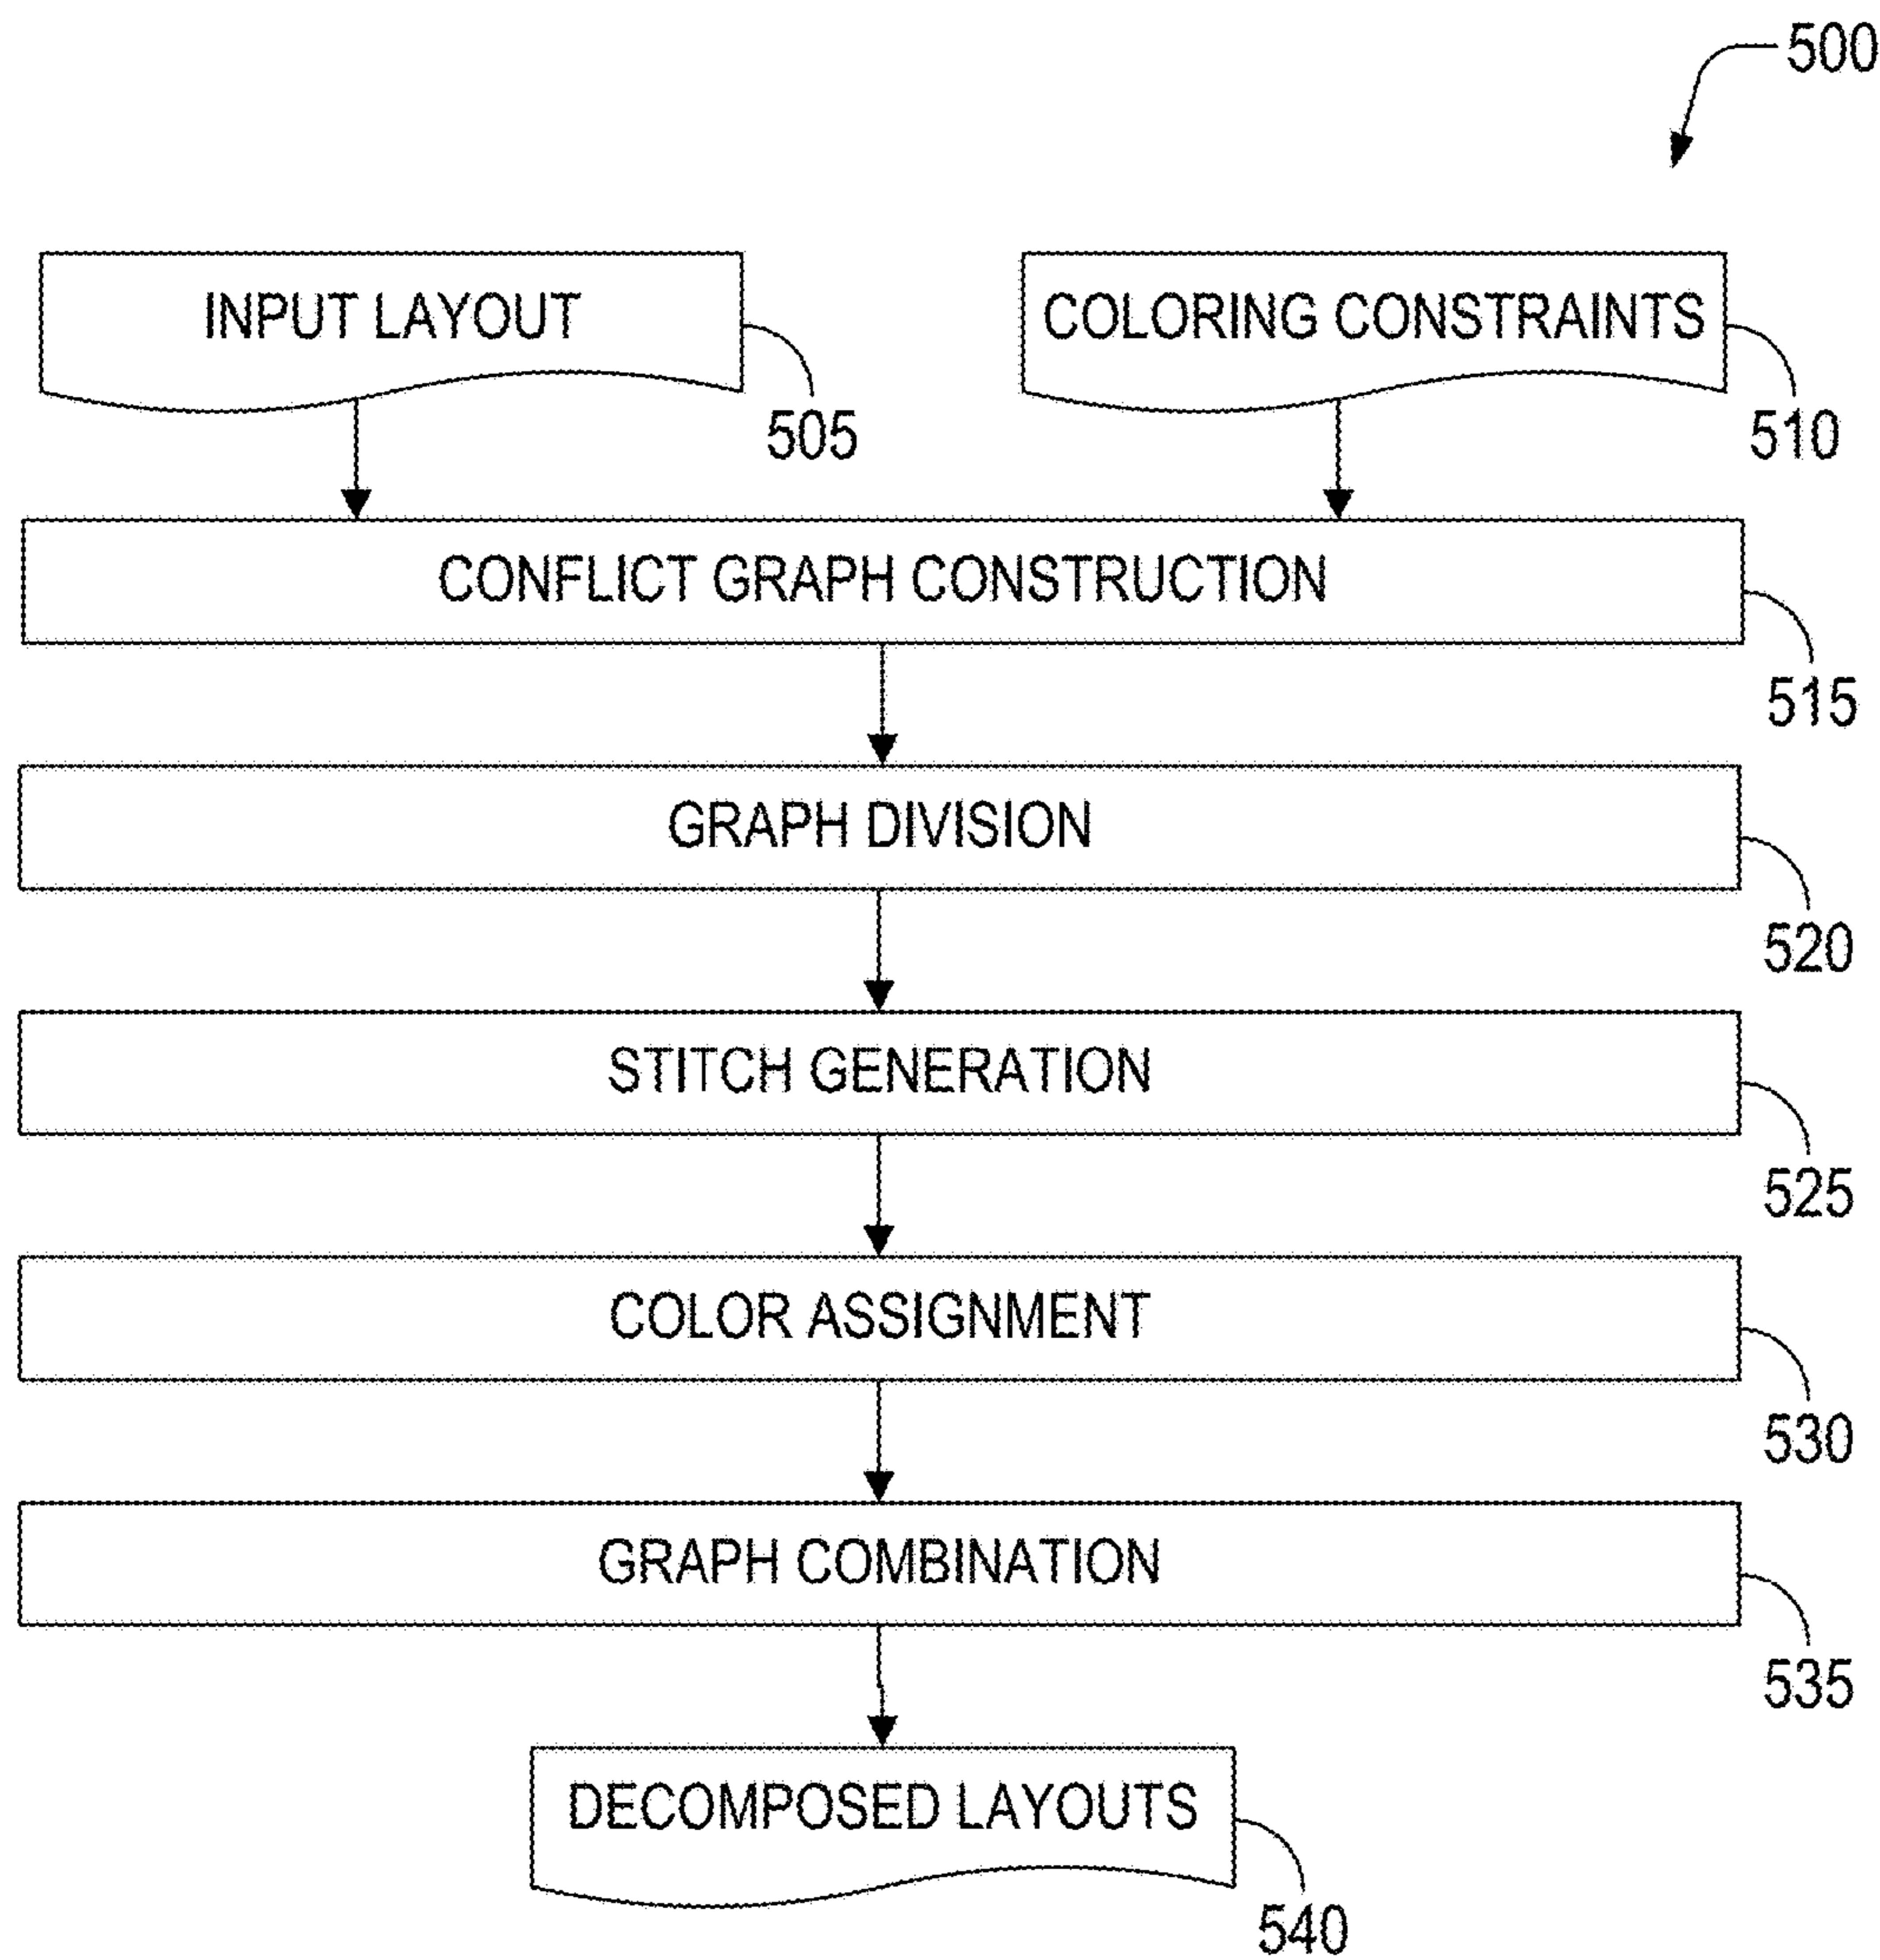 500
INPUT LAYOUT
COLORING CONSTRAINTS
505
510
CONFLICT GRAPH CONSTRUCTION
515
GRAPH DIVISION
520
STITCH GENERATION
525
COLOR ASSIGNMENT
530
GRAPH COMBINATION
535
DECOMPOSED LAYOUTS
540